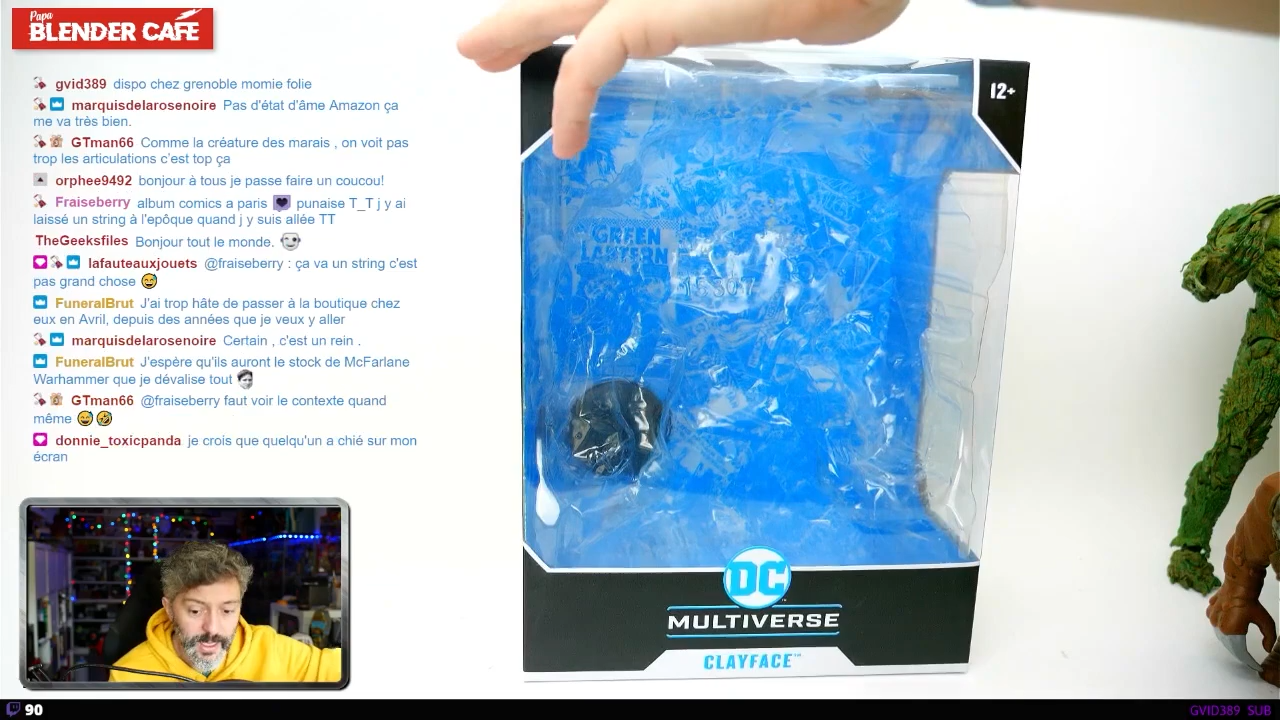 Papa
BLENDER CAFÉ
gvid389 dispo chez grenoble momie folie
marquisdelarosenoire Pas d'état d'âme Amazon ça
me va très bien.
GTman66 Comme la créature des marais , on voit pas
trop les articulations c'est top ça
orphee9492 bonjour à tous je passe faire un coucou!
Fraiseberry album comics a paris punaise T_T j y ai
laissé un string à l'epôque quand j y suis allée TT
TheGeeksfiles Bonjour tout le monde.
lafauteauxjouets @fraiseberry : ça va un string c'est
pas grand chose
FuneralBrut J'ai trop hâte de passer à la boutique chez
eux en Avril, depuis des années que je veux y aller
marquisdelarosenoire Certain , c'est un rein .
FuneralBrut J'espère qu'ils auront le stock de McFarlane
Warhammer que je dévalise tout
GTman66 @fraiseberry faut voir le contexte quand
même
donnie_toxicpanda je crois que quelqu'un a chié sur mon
écran
12+
GREEN
LANTERN
DC
MULTIVERSE
CLAYFACE™
90
GVID389 SUB